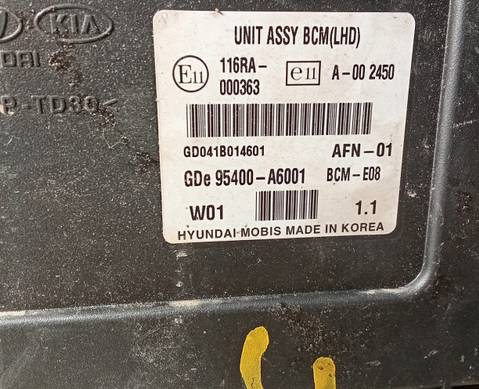 KIA
UNIT ASSY BCM(LHD)
E11 116RA-000363 e11 A-00 2450
GD041B014601 AFN-01
GDe 95400-A6001 BCM-E08
W01 1.1
HYUNDAI MOBIS MADE IN KOREA